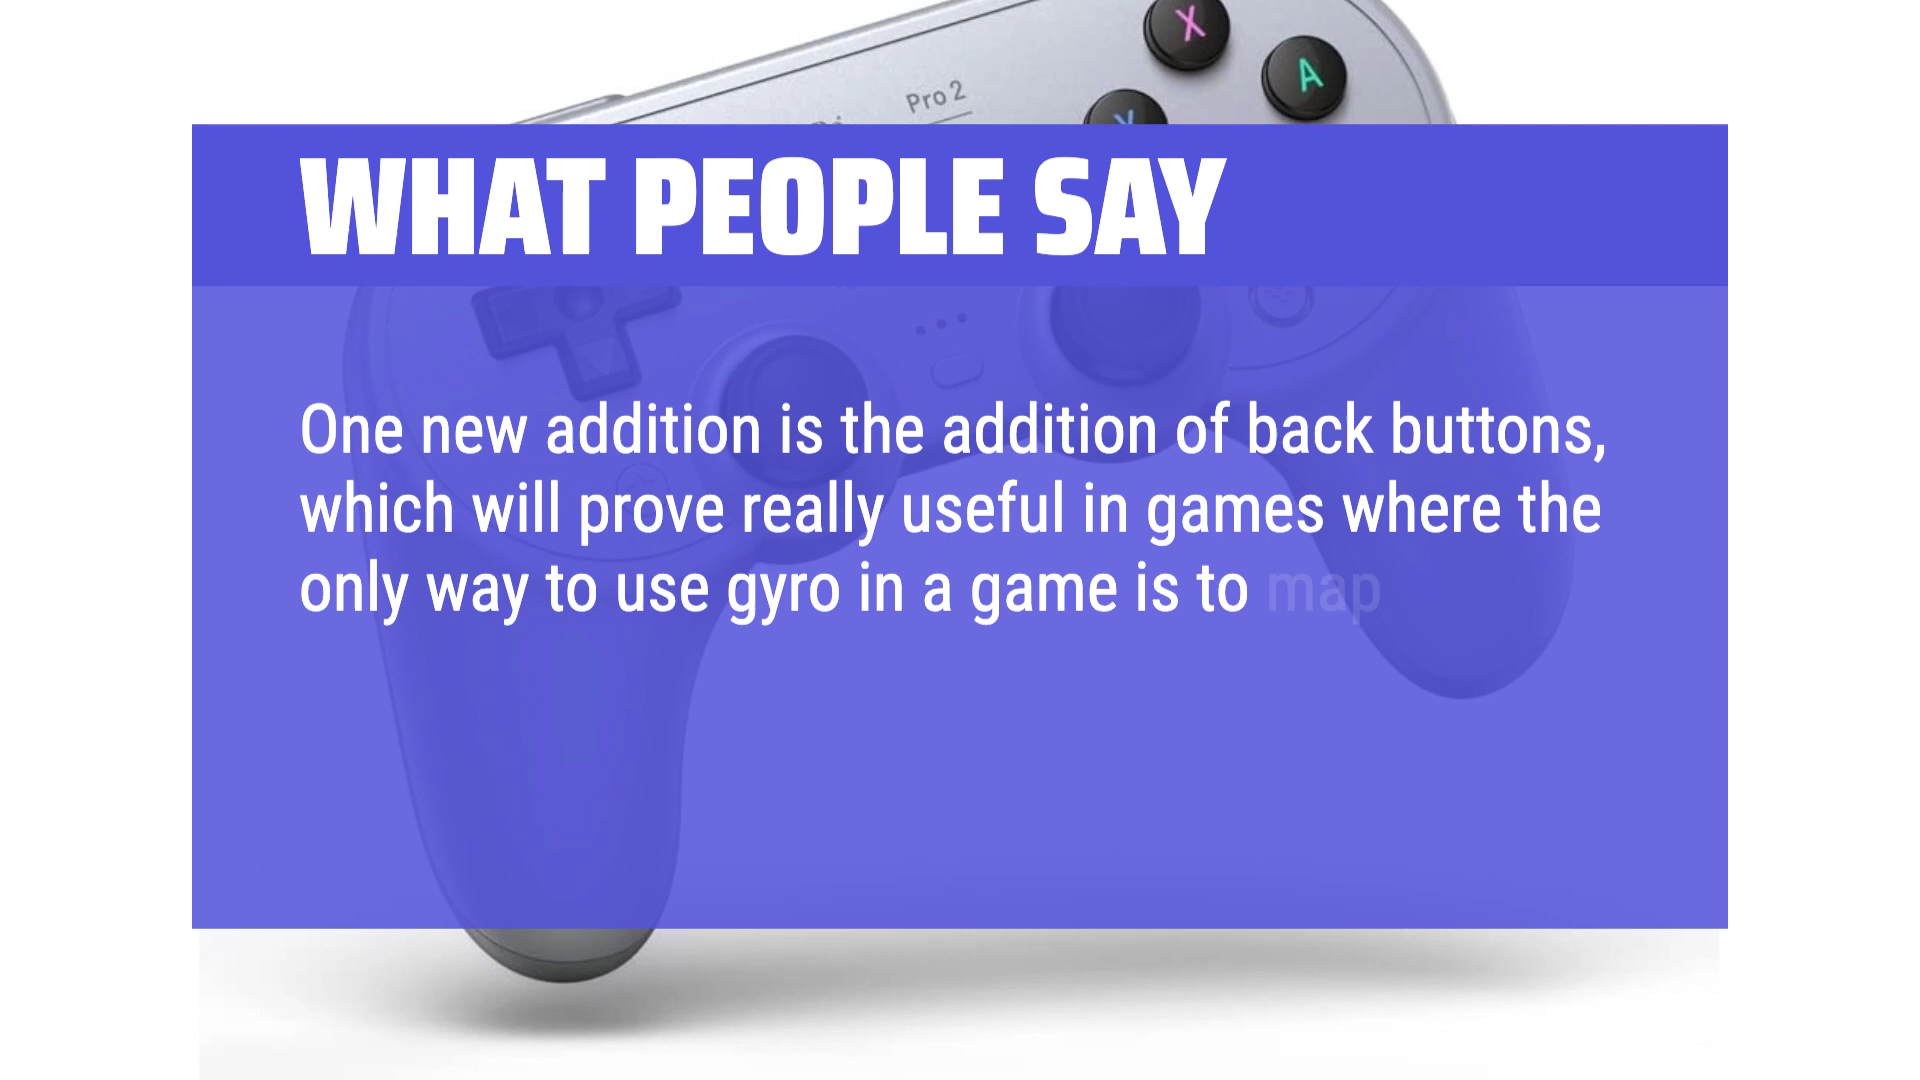 X
A
Pro 2
Y
WHAT PEOPLE SAY
One new addition is the addition of back buttons,
which will prove really useful in games where the
only way to use gyro in a game is to map